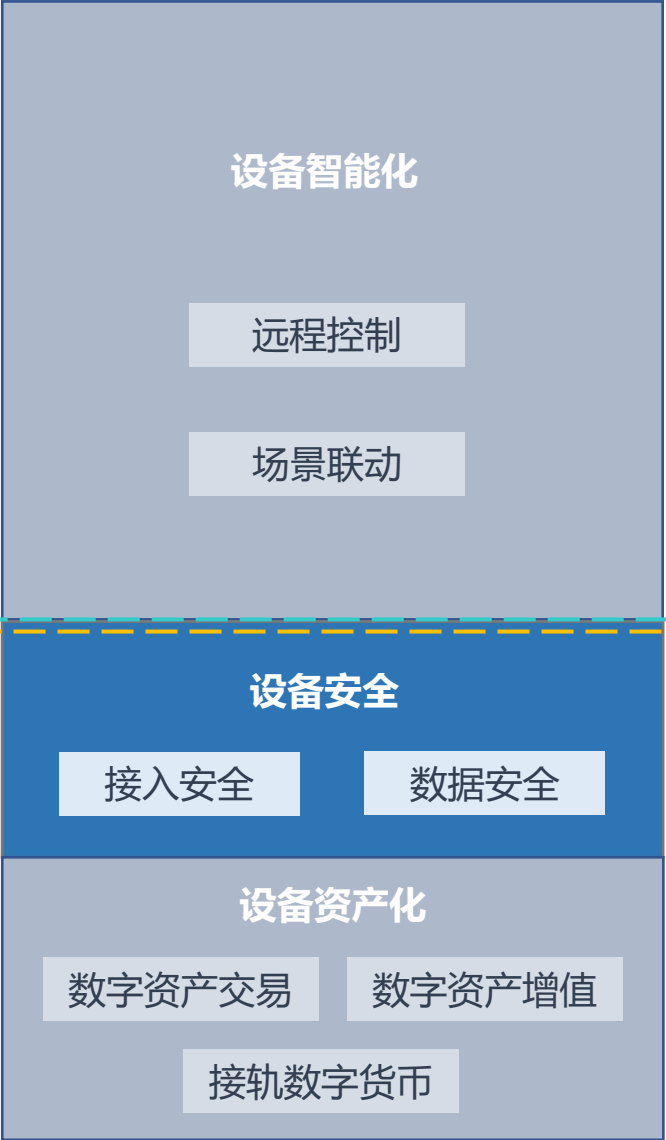 设备智能化
远程控制
场景联动
设备安全
接入安全
数据安全
设备资产化
数字资产交易
数字资产增值
接轨数字货币